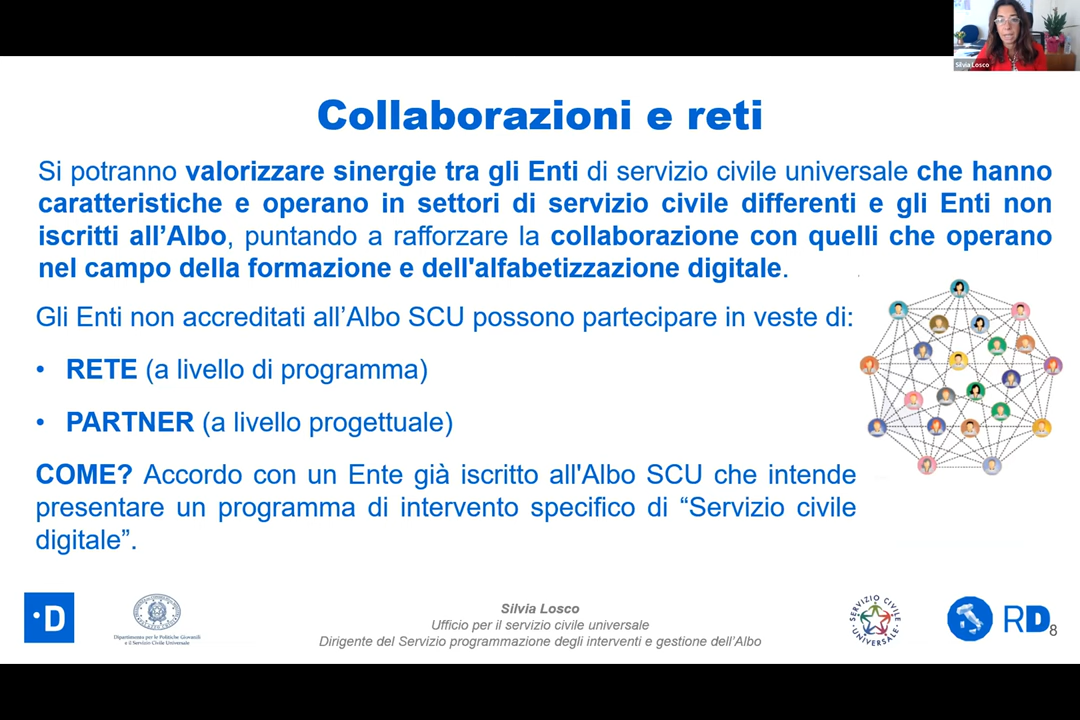 Silvia Losco
Collaborazioni e reti
Si potranno valorizzare sinergie tra gli Enti di servizio civile universale che hanno
caratteristiche e operano in settori di servizio civile differenti e gli Enti non
iscritti all’Albo, puntando a rafforzare la collaborazione con quelli che operano
nel campo della formazione e dell'alfabetizzazione digitale.
Gli Enti non accreditati all’Albo SCU possono partecipare in veste di:
• RETE (a livello di programma)
• PARTNER (a livello progettuale)
COME? Accordo con un Ente già iscritto all'Albo SCU che intende
presentare un programma di intervento specifico di “Servizio civile
digitale”.
·D
Dipartimento per le Politiche Giovanili
e il Servizio Civile Universale
Silvia Losco
Ufficio per il servizio civile universale
Dirigente del Servizio programmazione degli interventi e gestione dell’Albo
SERVIZIO CIVILE
UNIVERSALE
RD
8